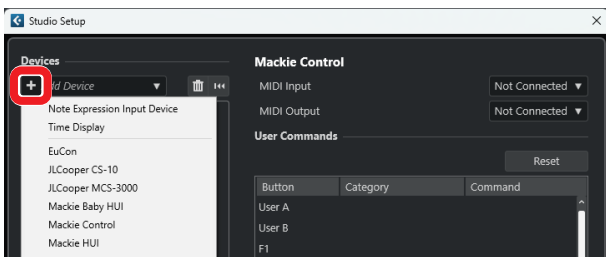 Studio Setup
Devices
dd Device
Note Expression Input Device
Time Display
EuCon
JLCooper CS-10
JLCooper MCS-3000
Mackie Baby HUI
Mackie Control
Mackie HUI
Mackie Control
MIDI Input Not Connected
MIDI Output Not Connected
User Commands
Reset
Button Category Command
User A
User B
F1